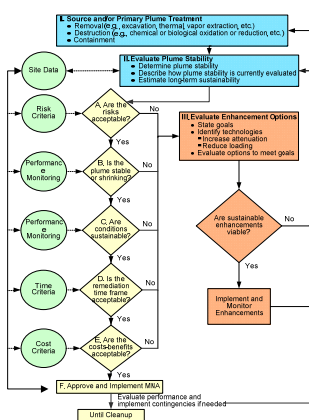 I. Source and/or Primary Plume Treatment
● Removal (e.g., excavation, thermal, vapor extraction, etc.)
● Destruction (e.g., chemical or biological oxidation or reduction, etc.)
● Containment
Site Data
II. Evaluate Plume Stability
● Determine plume stability
● Describe how plume stability is currently evaluated
● Estimate long-term sustainability
Risk
Criteria
A. Are the
risks
acceptable?
No
Yes
III. Evaluate Enhancement Options
● State goals
● Identify technologies
▪ Increase attenuation
▪ Reduce loading
● Evaluate options to meet goals
Performanc
e
Monitoring
B. Is the
plume stable
or shrinking?
No
Yes
Performanc
e
Monitoring
C. Are
conditions
sustainable?
No
Yes
Are sustainable
enhancements
viable?
No
Yes
Time
Criteria
D. Is the
remediation
time frame
acceptable?
No
Yes
Implement and
Monitor
Enhancements
Cost
Criteria
E. Are the
costs-benefits
acceptable?
No
Yes
F. Approve and Implement MNA
Evaluate performance and
implement contingencies if needed
Until Cleanup